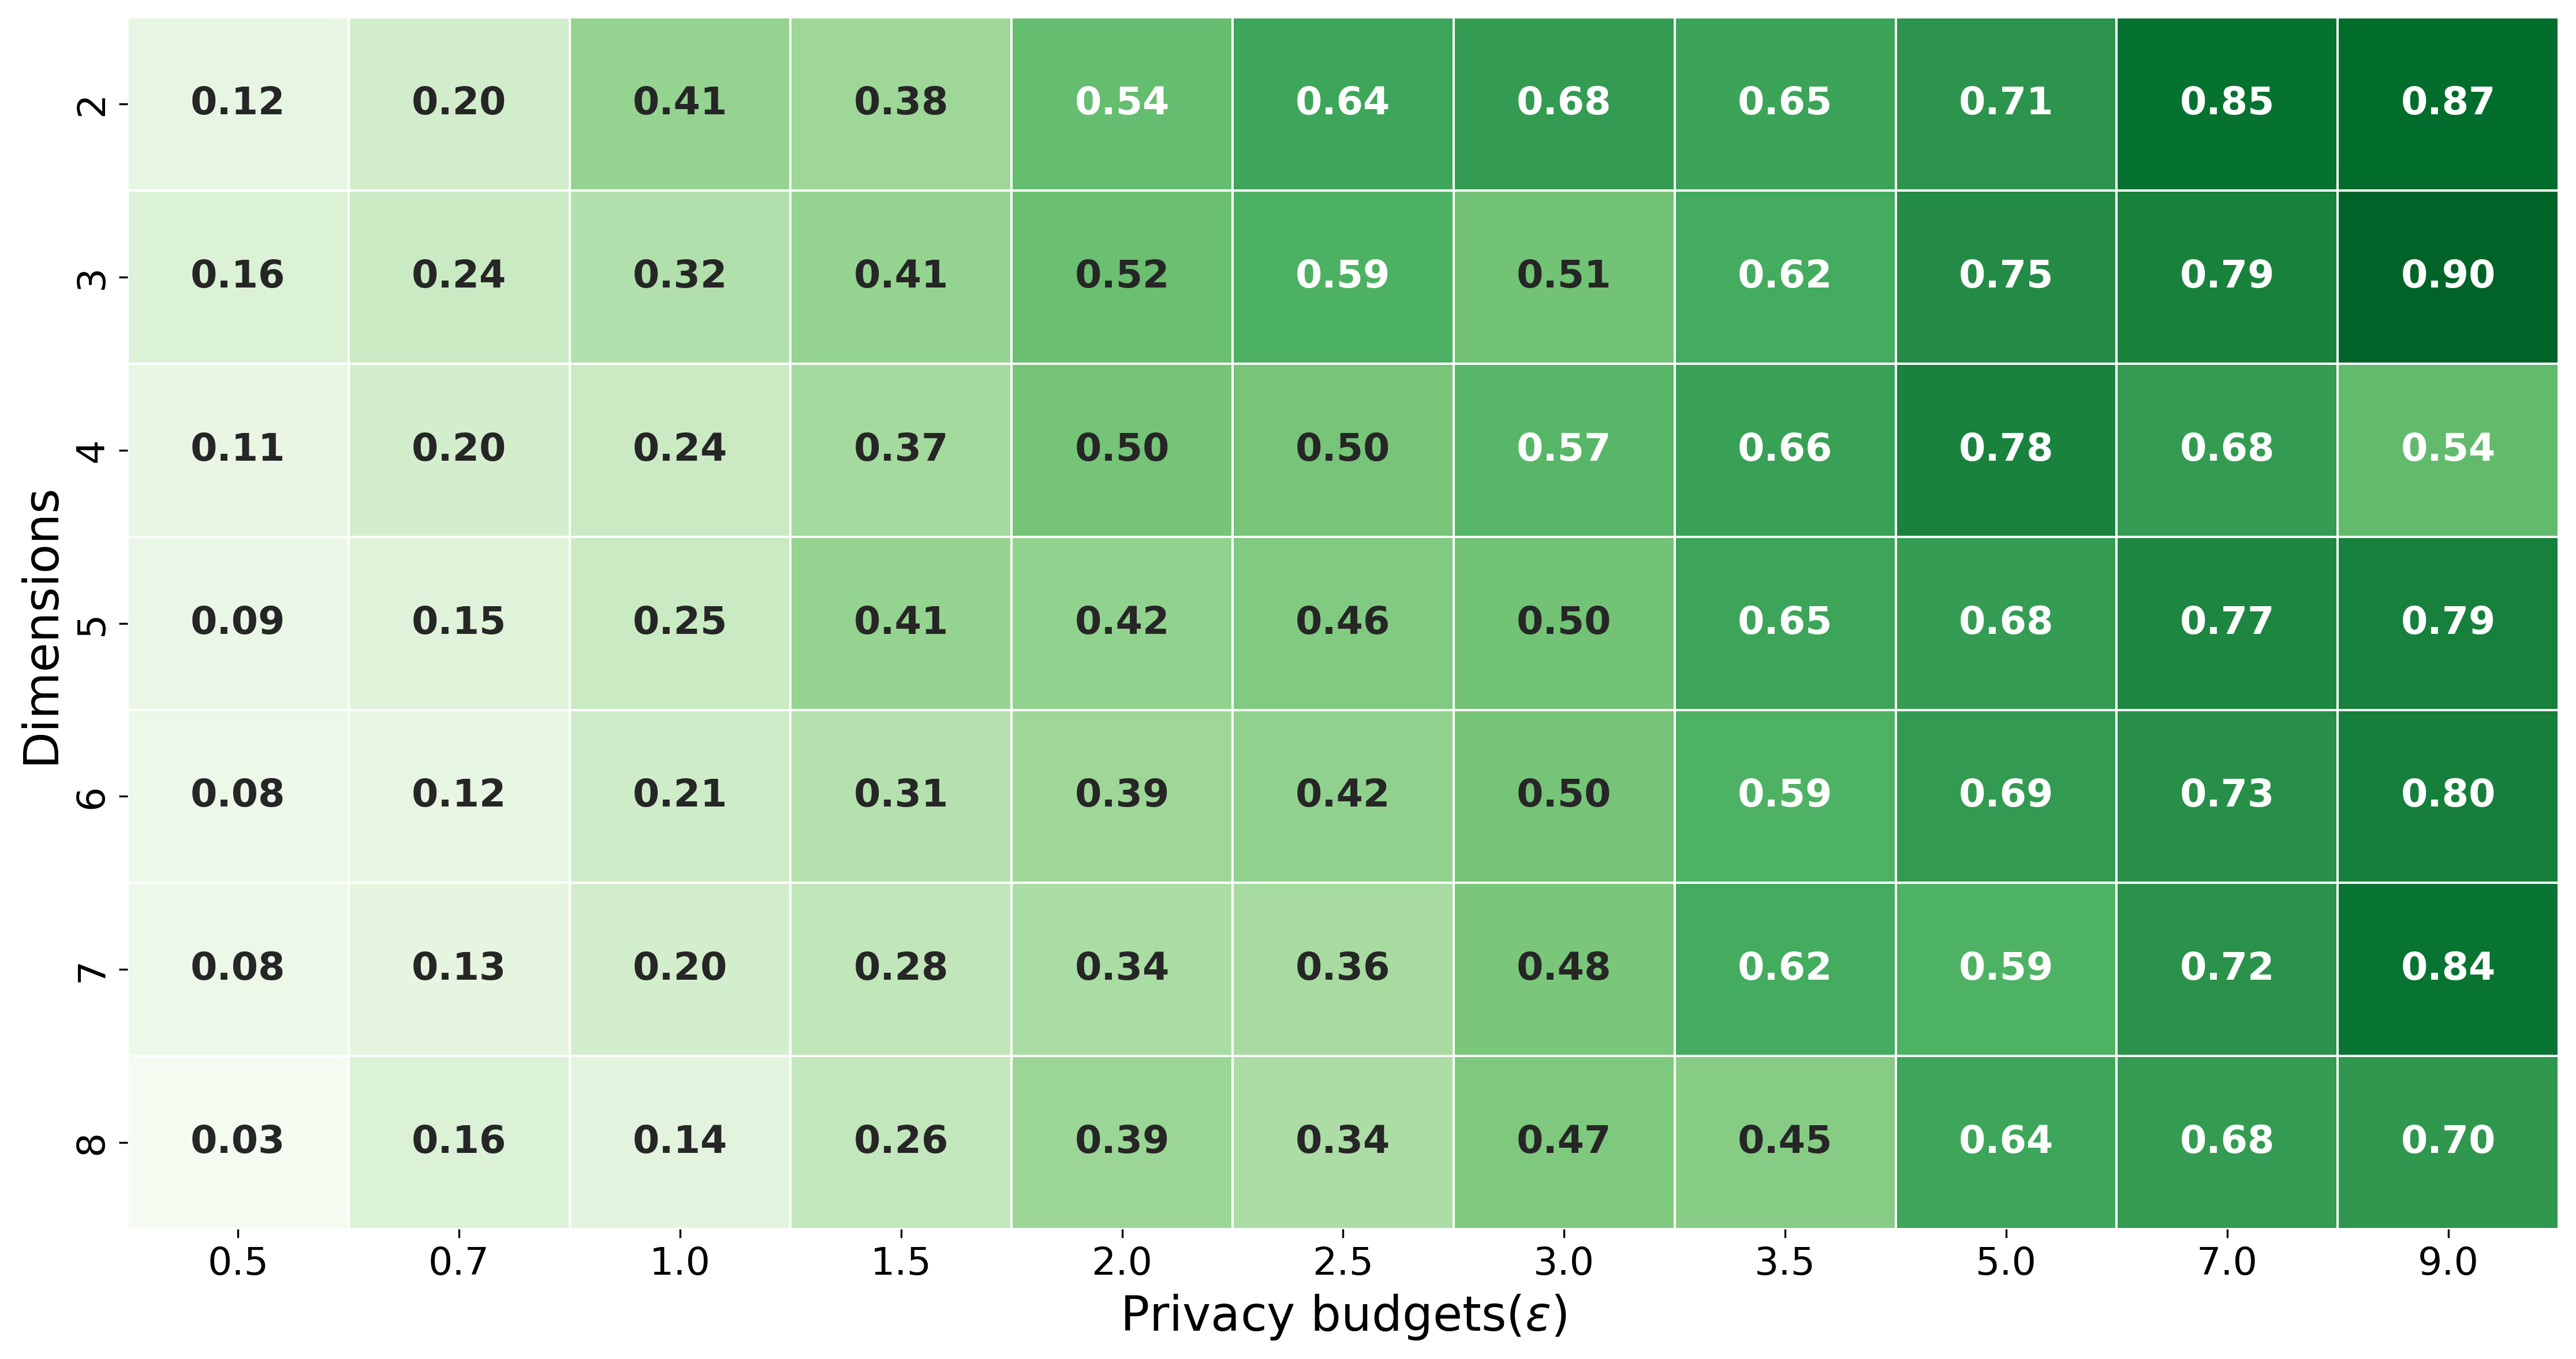 2 0.12 0.20 0.41 0.38 0.54 0.64 0.68 0.65 0.71 0.85 0.87
3 0.16 0.24 0.32 0.41 0.52 0.59 0.51 0.62 0.75 0.79 0.90
4 0.11 0.20 0.24 0.37 0.50 0.50 0.57 0.66 0.78 0.68 0.54
5 0.09 0.15 0.25 0.41 0.42 0.46 0.50 0.65 0.68 0.77 0.79
6 0.08 0.12 0.21 0.31 0.39 0.42 0.50 0.59 0.69 0.73 0.80
7 0.08 0.13 0.20 0.28 0.34 0.36 0.48 0.62 0.59 0.72 0.84
8 0.03 0.16 0.14 0.26 0.39 0.34 0.47 0.45 0.64 0.68 0.70
0.5 0.7 1.0 1.5 2.0 2.5 3.0 3.5 5.0 7.0 9.0
Privacy budgets(ε)
Dimensions